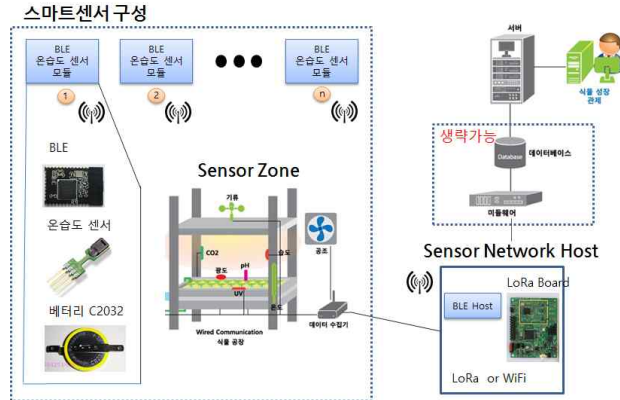 스마트센서 구성
BLE
온습도 센서
모듈
BLE
온습도 센서
모듈
BLE
온습도 센서
모듈
1
2
n
BLE
온습도 센서
베터리 C2032
Sensor Zone
기류
CO2
습도
공조
광도
pH
UV
온도
Wired Communication
식물 공장
데이터 수집기
서버
식물 성장
관제
생략가능
Database
데이터베이스
미들웨어
Sensor Network Host
LoRa Board
BLE Host
LoRa or WiFi